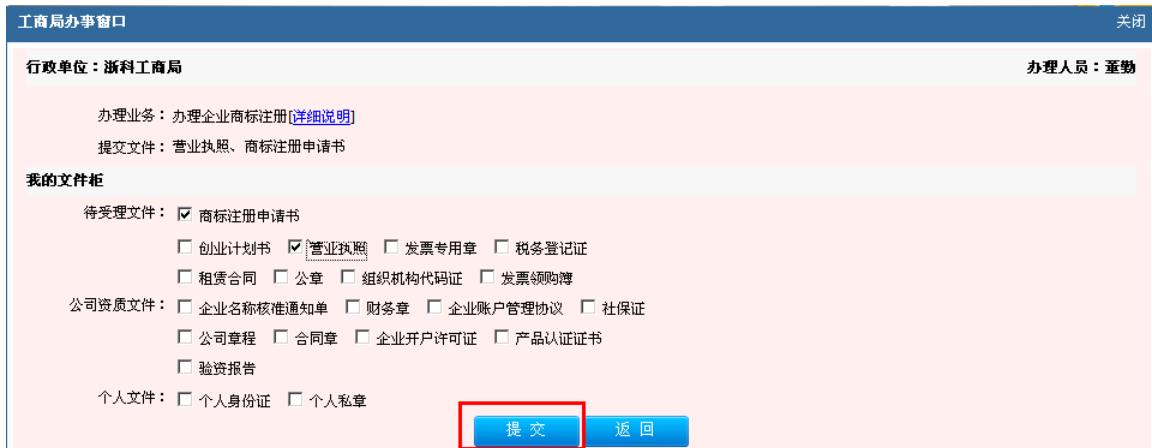 工商局办事窗口 关闭
行政单位：浙科工商局 办理人员：董勤
办理业务：办理企业商标注册[详细说明]
提交文件：营业执照、商标注册申请书
我的文件柜
待受理文件： 商标注册申请书
创业计划书 营业执照 发票专用章 税务登记证
租赁合同 公章 组织机构代码证 发票领购簿
公司资质文件： 企业名称核准通知单 财务章 企业账户管理协议 社保证
公司章程 合同章 企业开户许可证 产品认证证书
验资报告
个人文件： 个人身份证 个人私章
提 交 返 回